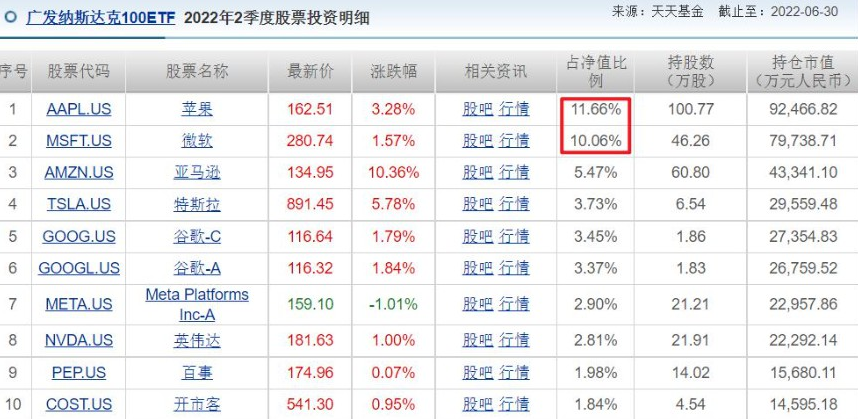 广发纳斯达克100ETF 2022年2季度股票投资明细 来源：天天基金 截止至：2022-06-30
序号 股票代码 股票名称 最新价 涨跌幅 相关资讯 占净值比例 持股数（万股） 持仓市值（万元人民币）
1 AAPL.US 苹果 162.51 3.28% 股吧 行情 11.66% 100.77 92,466.82
2 MSFT.US 微软 280.74 1.57% 股吧 行情 10.06% 46.26 79,738.71
3 AMZN.US 亚马逊 134.95 10.36% 股吧 行情 5.47% 60.80 43,341.10
4 TSLA.US 特斯拉 891.45 5.78% 股吧 行情 3.73% 6.54 29,559.48
5 GOOG.US 谷歌-C 116.64 1.79% 股吧 行情 3.45% 1.86 27,354.83
6 GOOGL.US 谷歌-A 116.32 1.84% 股吧 行情 3.37% 1.83 26,759.52
7 META.US Meta Platforms Inc-A 159.10 -1.01% 股吧 行情 2.90% 21.21 22,957.86
8 NVDA.US 英伟达 181.63 1.00% 股吧 行情 2.81% 21.91 22,292.14
9 PEP.US 百事 174.96 0.07% 股吧 行情 1.98% 14.02 15,680.11
10 COST.US 开市客 541.30 0.95% 股吧 行情 1.84% 4.54 14,595.18